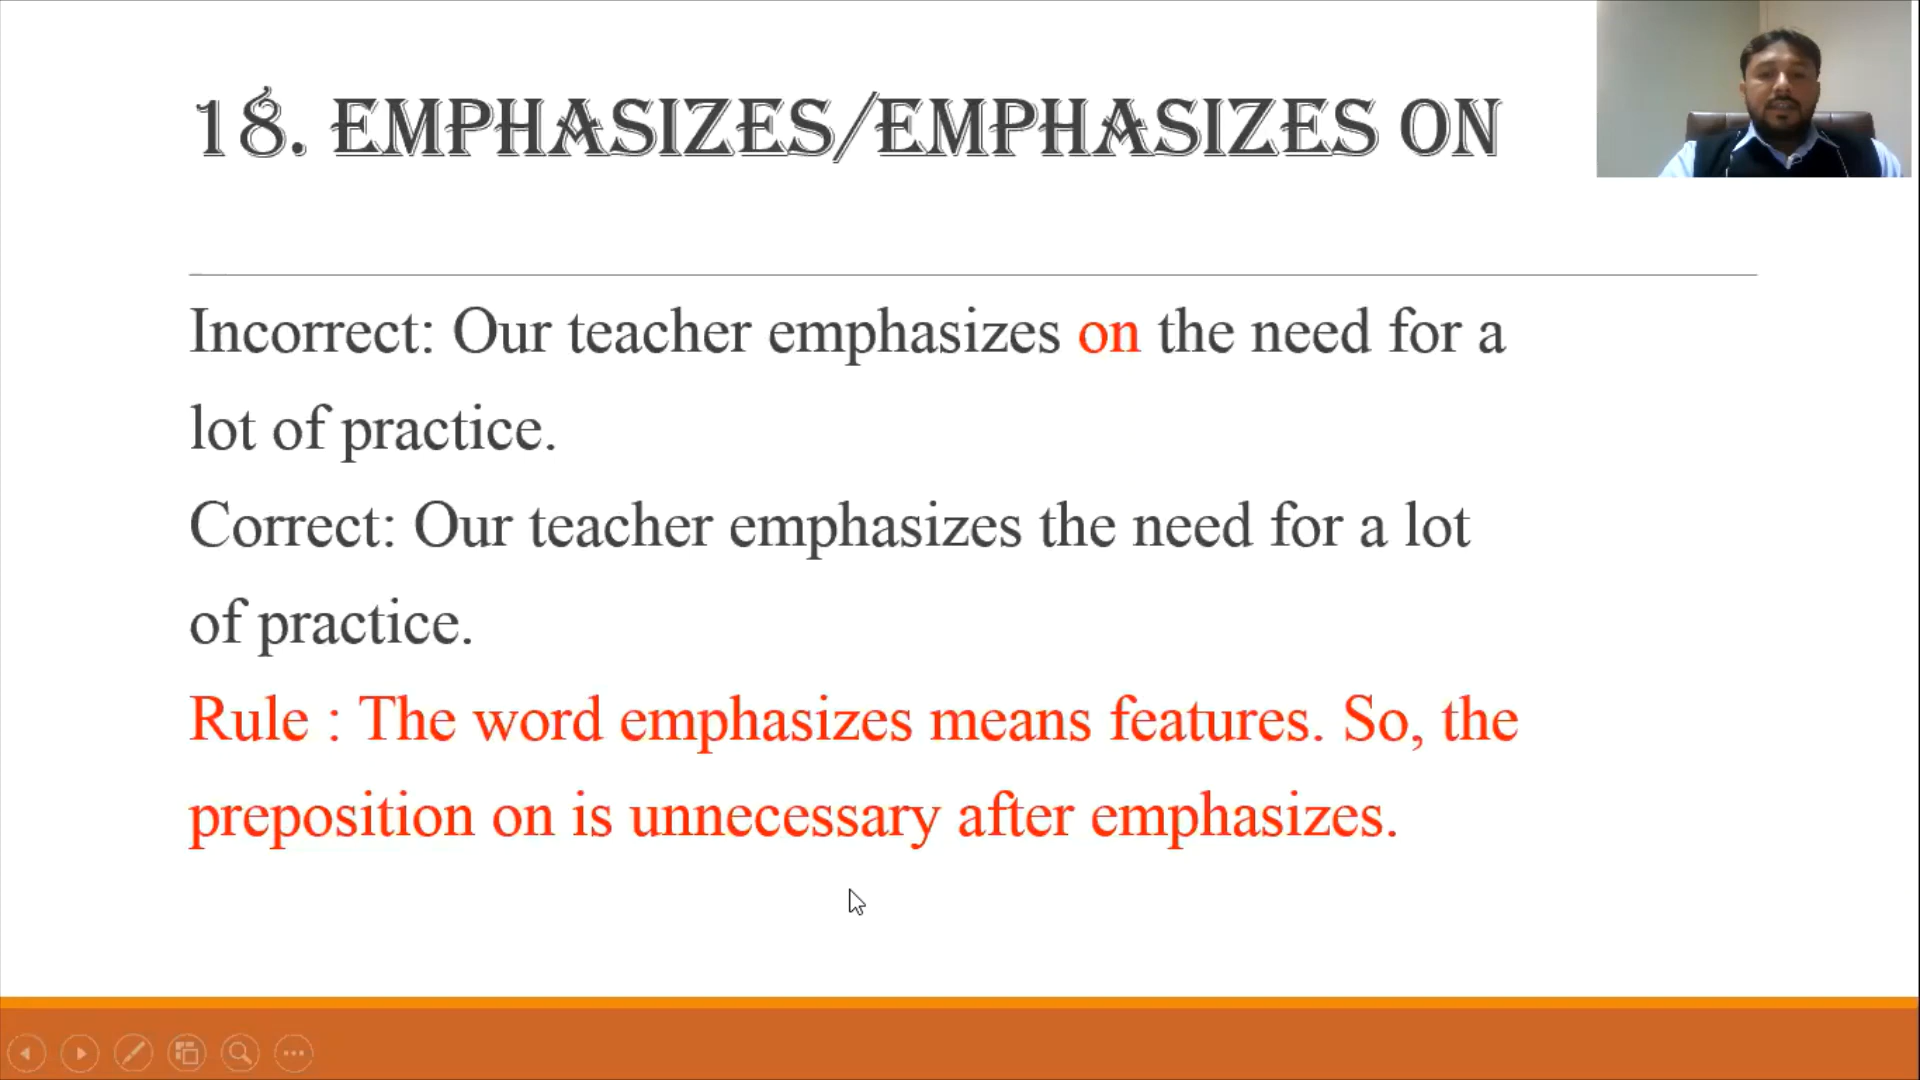 18. EMPHASIZES/EMPHASIZES ON
Incorrect: Our teacher emphasizes on the need for a
lot of practice.
Correct: Our teacher emphasizes the need for a lot
of practice.
Rule : The word emphasizes means features. So, the
preposition on is unnecessary after emphasizes.